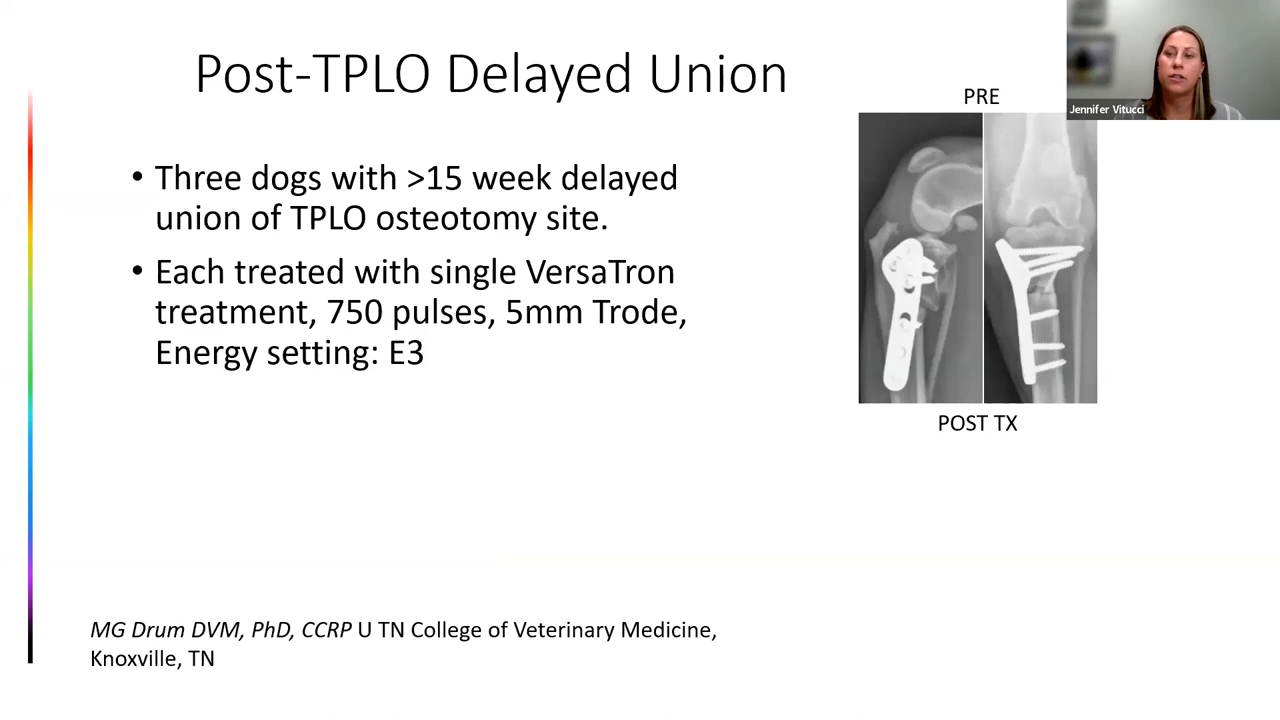 Post-TPLO Delayed Union
PRE
Jennifer Vitucci
• Three dogs with >15 week delayed
union of TPLO osteotomy site.
• Each treated with single VersaTron
treatment, 750 pulses, 5mm Trode,
Energy setting: E3
POST TX
MG Drum DVM, PhD, CCRP U TN College of Veterinary Medicine,
Knoxville, TN